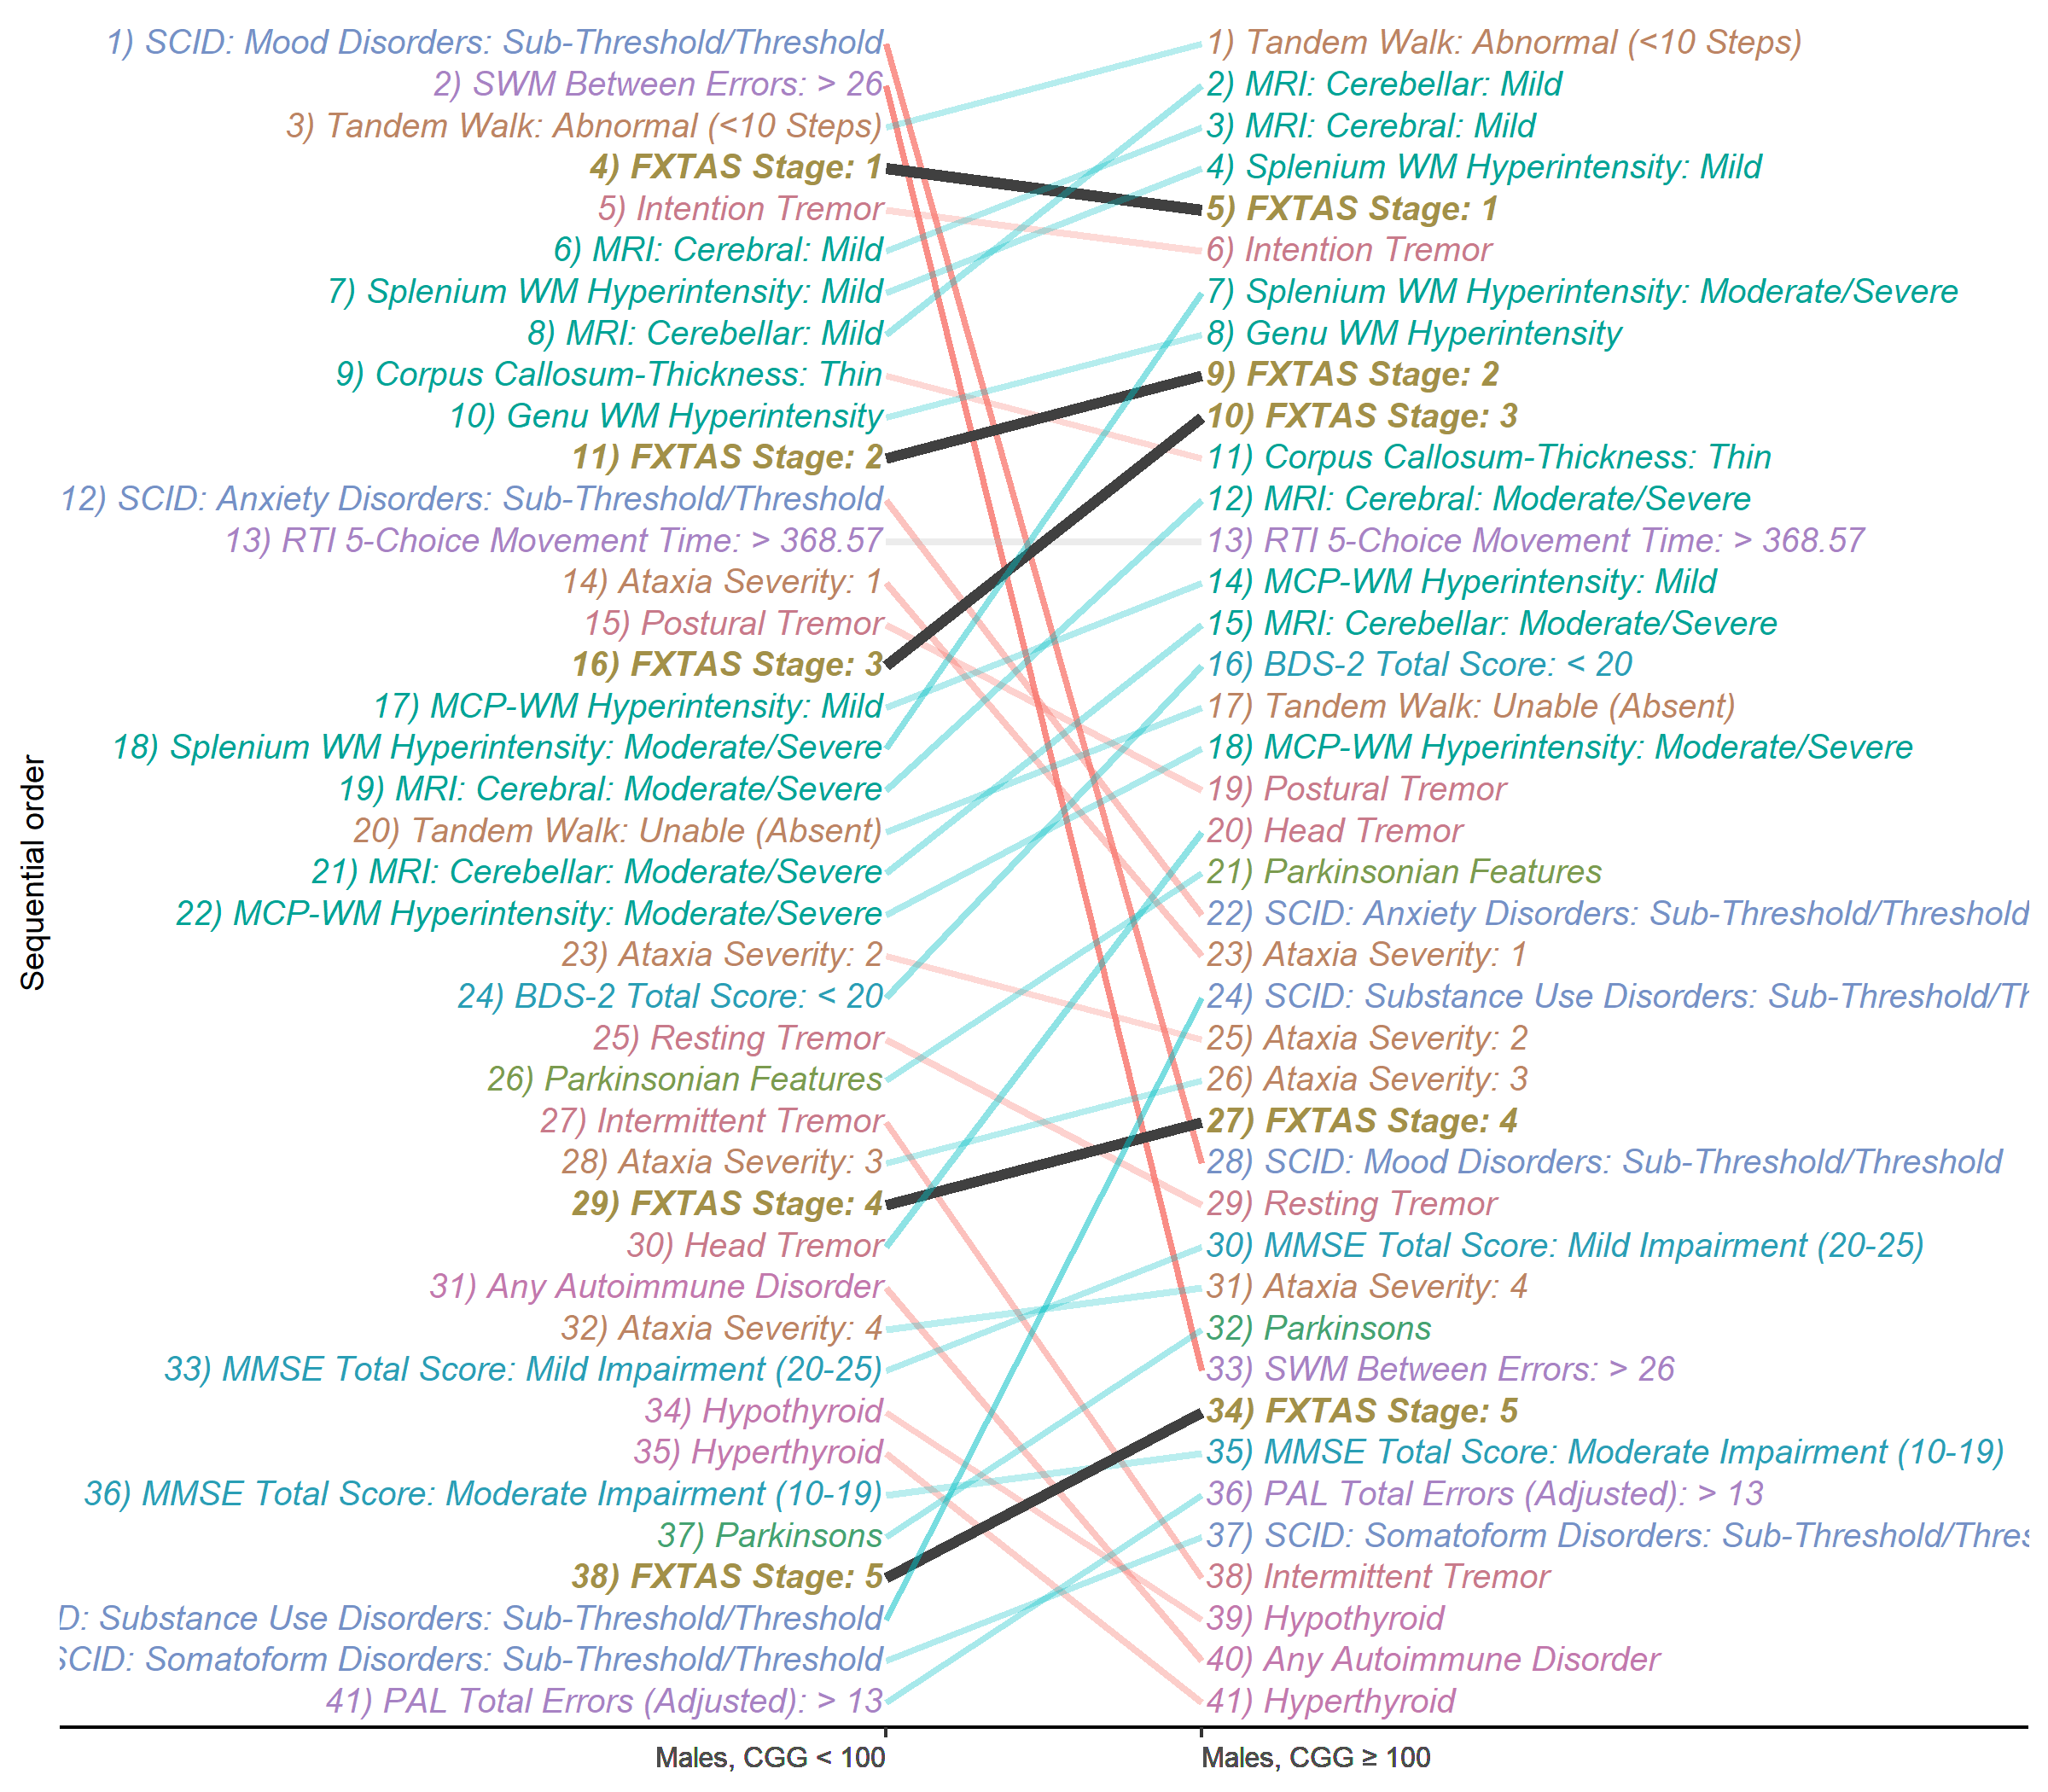 Sequential order
1) SCID: Mood Disorders: Sub-Threshold/Threshold
2) SWM Between Errors: > 26
3) Tandem Walk: Abnormal (<10 Steps)
4) FXTAS Stage: 1
5) Intention Tremor
6) MRI: Cerebral: Mild
7) Splenium WM Hyperintensity: Mild
8) MRI: Cerebellar: Mild
9) Corpus Callosum-Thickness: Thin
10) Genu WM Hyperintensity
11) FXTAS Stage: 2
12) SCID: Anxiety Disorders: Sub-Threshold/Threshold
13) RTI 5-Choice Movement Time: > 368.57
14) Ataxia Severity: 1
15) Postural Tremor
16) FXTAS Stage: 3
17) MCP-WM Hyperintensity: Mild
18) Splenium WM Hyperintensity: Moderate/Severe
19) MRI: Cerebral: Moderate/Severe
20) Tandem Walk: Unable (Absent)
21) MRI: Cerebellar: Moderate/Severe
22) MCP-WM Hyperintensity: Moderate/Severe
23) Ataxia Severity: 2
24) BDS-2 Total Score: < 20
25) Resting Tremor
26) Parkinsonian Features
27) Intermittent Tremor
28) Ataxia Severity: 3
29) FXTAS Stage: 4
30) Head Tremor
31) Any Autoimmune Disorder
32) Ataxia Severity: 4
33) MMSE Total Score: Mild Impairment (20-25)
34) Hypothyroid
35) Hyperthyroid
36) MMSE Total Score: Moderate Impairment (10-19)
37) Parkinsons
38) FXTAS Stage: 5
D: Substance Use Disorders: Sub-Threshold/Threshold
SCID: Somatoform Disorders: Sub-Threshold/Threshold
41) PAL Total Errors (Adjusted): > 13
1) Tandem Walk: Abnormal (<10 Steps)
2) MRI: Cerebellar: Mild
3) MRI: Cerebral: Mild
4) Splenium WM Hyperintensity: Mild
5) FXTAS Stage: 1
6) Intention Tremor
7) Splenium WM Hyperintensity: Moderate/Severe
8) Genu WM Hyperintensity
9) FXTAS Stage: 2
10) FXTAS Stage: 3
11) Corpus Callosum-Thickness: Thin
12) MRI: Cerebral: Moderate/Severe
13) RTI 5-Choice Movement Time: > 368.57
14) MCP-WM Hyperintensity: Mild
15) MRI: Cerebellar: Moderate/Severe
16) BDS-2 Total Score: < 20
17) Tandem Walk: Unable (Absent)
18) MCP-WM Hyperintensity: Moderate/Severe
19) Postural Tremor
20) Head Tremor
21) Parkinsonian Features
22) SCID: Anxiety Disorders: Sub-Threshold/Threshold
23) Ataxia Severity: 1
24) SCID: Substance Use Disorders: Sub-Threshold/Th
25) Ataxia Severity: 2
26) Ataxia Severity: 3
27) FXTAS Stage: 4
28) SCID: Mood Disorders: Sub-Threshold/Threshold
29) Resting Tremor
30) MMSE Total Score: Mild Impairment (20-25)
31) Ataxia Severity: 4
32) Parkinsons
33) SWM Between Errors: > 26
34) FXTAS Stage: 5
35) MMSE Total Score: Moderate Impairment (10-19)
36) PAL Total Errors (Adjusted): > 13
37) SCID: Somatoform Disorders: Sub-Threshold/Thres
38) Intermittent Tremor
39) Hypothyroid
40) Any Autoimmune Disorder
41) Hyperthyroid
Males, CGG < 100
Males, CGG ≥ 100